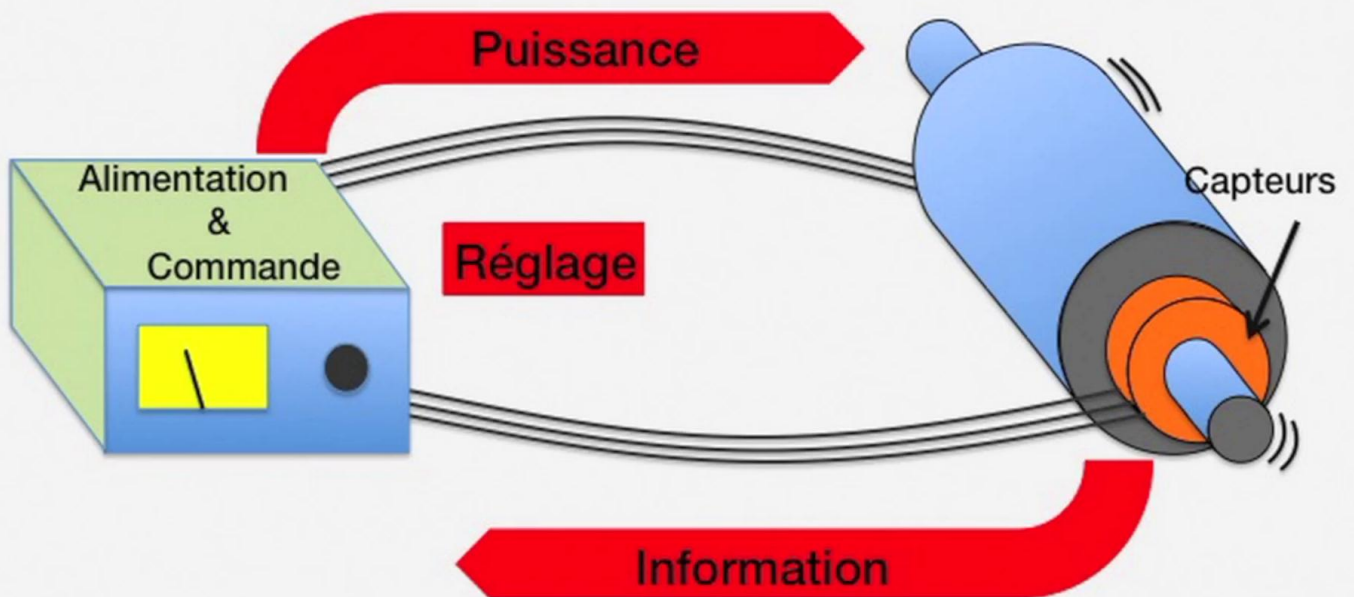 Puissance
Alimentation
&
Commande
Réglage
Capteurs
Information